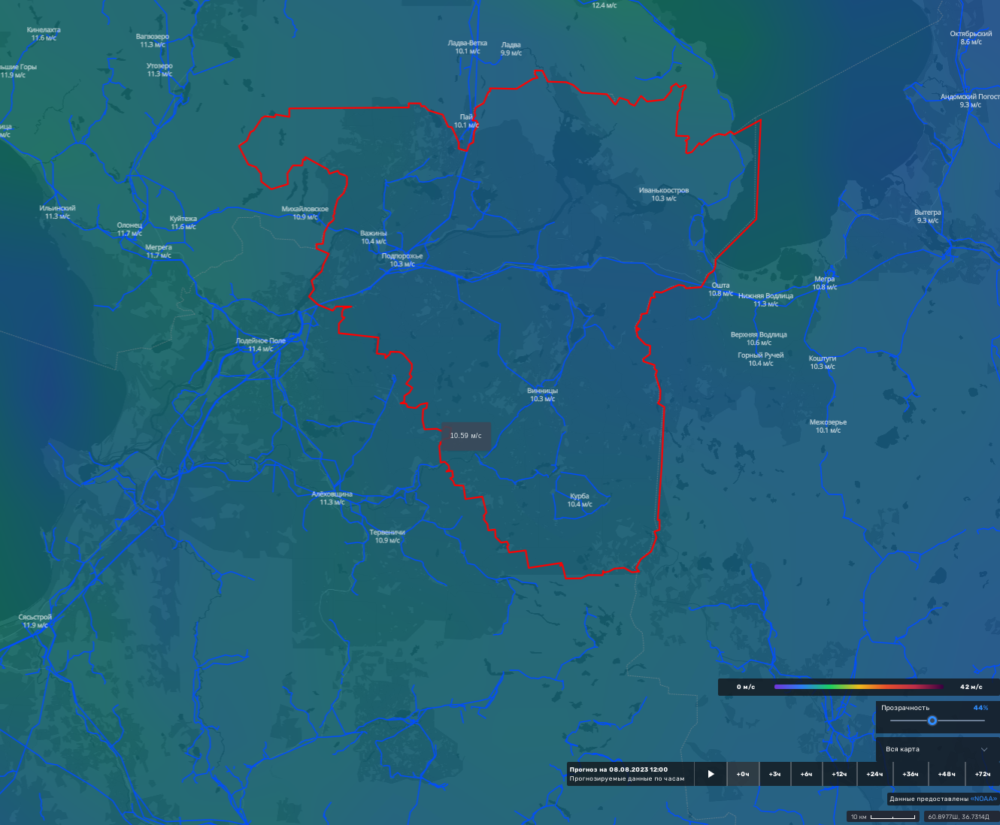 12.4 м/с
Кинелахта
11.6 м/с
Вагвозеро
11.3 м/с
Октябрьский
8.6 м/с
Ладва-Ветка
10.1 м/с
Ладва
9.9 м/с
льшие Горы
11.9 м/с
Утозеро
11.3 м/с
Андомский Погост
9.3 м/с
Пай
10.1 м/с
ица
м/с
Иванькоостров
10.3 м/с
Ильинский
11.3 м/с
Михайловское
10.9 м/с
Вытегра
9.3 м/с
Куйтежа
11.6 м/с
Олонец
11.7 м/с
Важины
10.4 м/с
Мегрега
11.7 м/с
Подпорожье
10.3 м/с
Мегра
10.8 м/с
Ошта
10.8 м/с
Нижняя Водлица
11.3 м/с
Верхняя Водлица
10.6 м/с
Лодейное Поле
11.4 м/с
Горный Ручей
10.4 м/с
Коштуги
10.3 м/с
Винницы
10.3 м/с
Межозерье
10.1 м/с
10.59 м/с
Алёховщина
11.3 м/с
Курба
10.4 м/с
Тервеничи
10.9 м/с
Сясьстрой
11.9 м/с
0 м/с
42 м/с
Прозрачность 44%
Вся карта
Прогноз на 08.08.2023 12:00
Прогнозируемые данные по часам
+0ч +3ч +6ч +12ч +24ч +36ч +48ч +72ч
Данные предоставлены «NOAA»
10 км
60.8977Ш, 36.7314Д